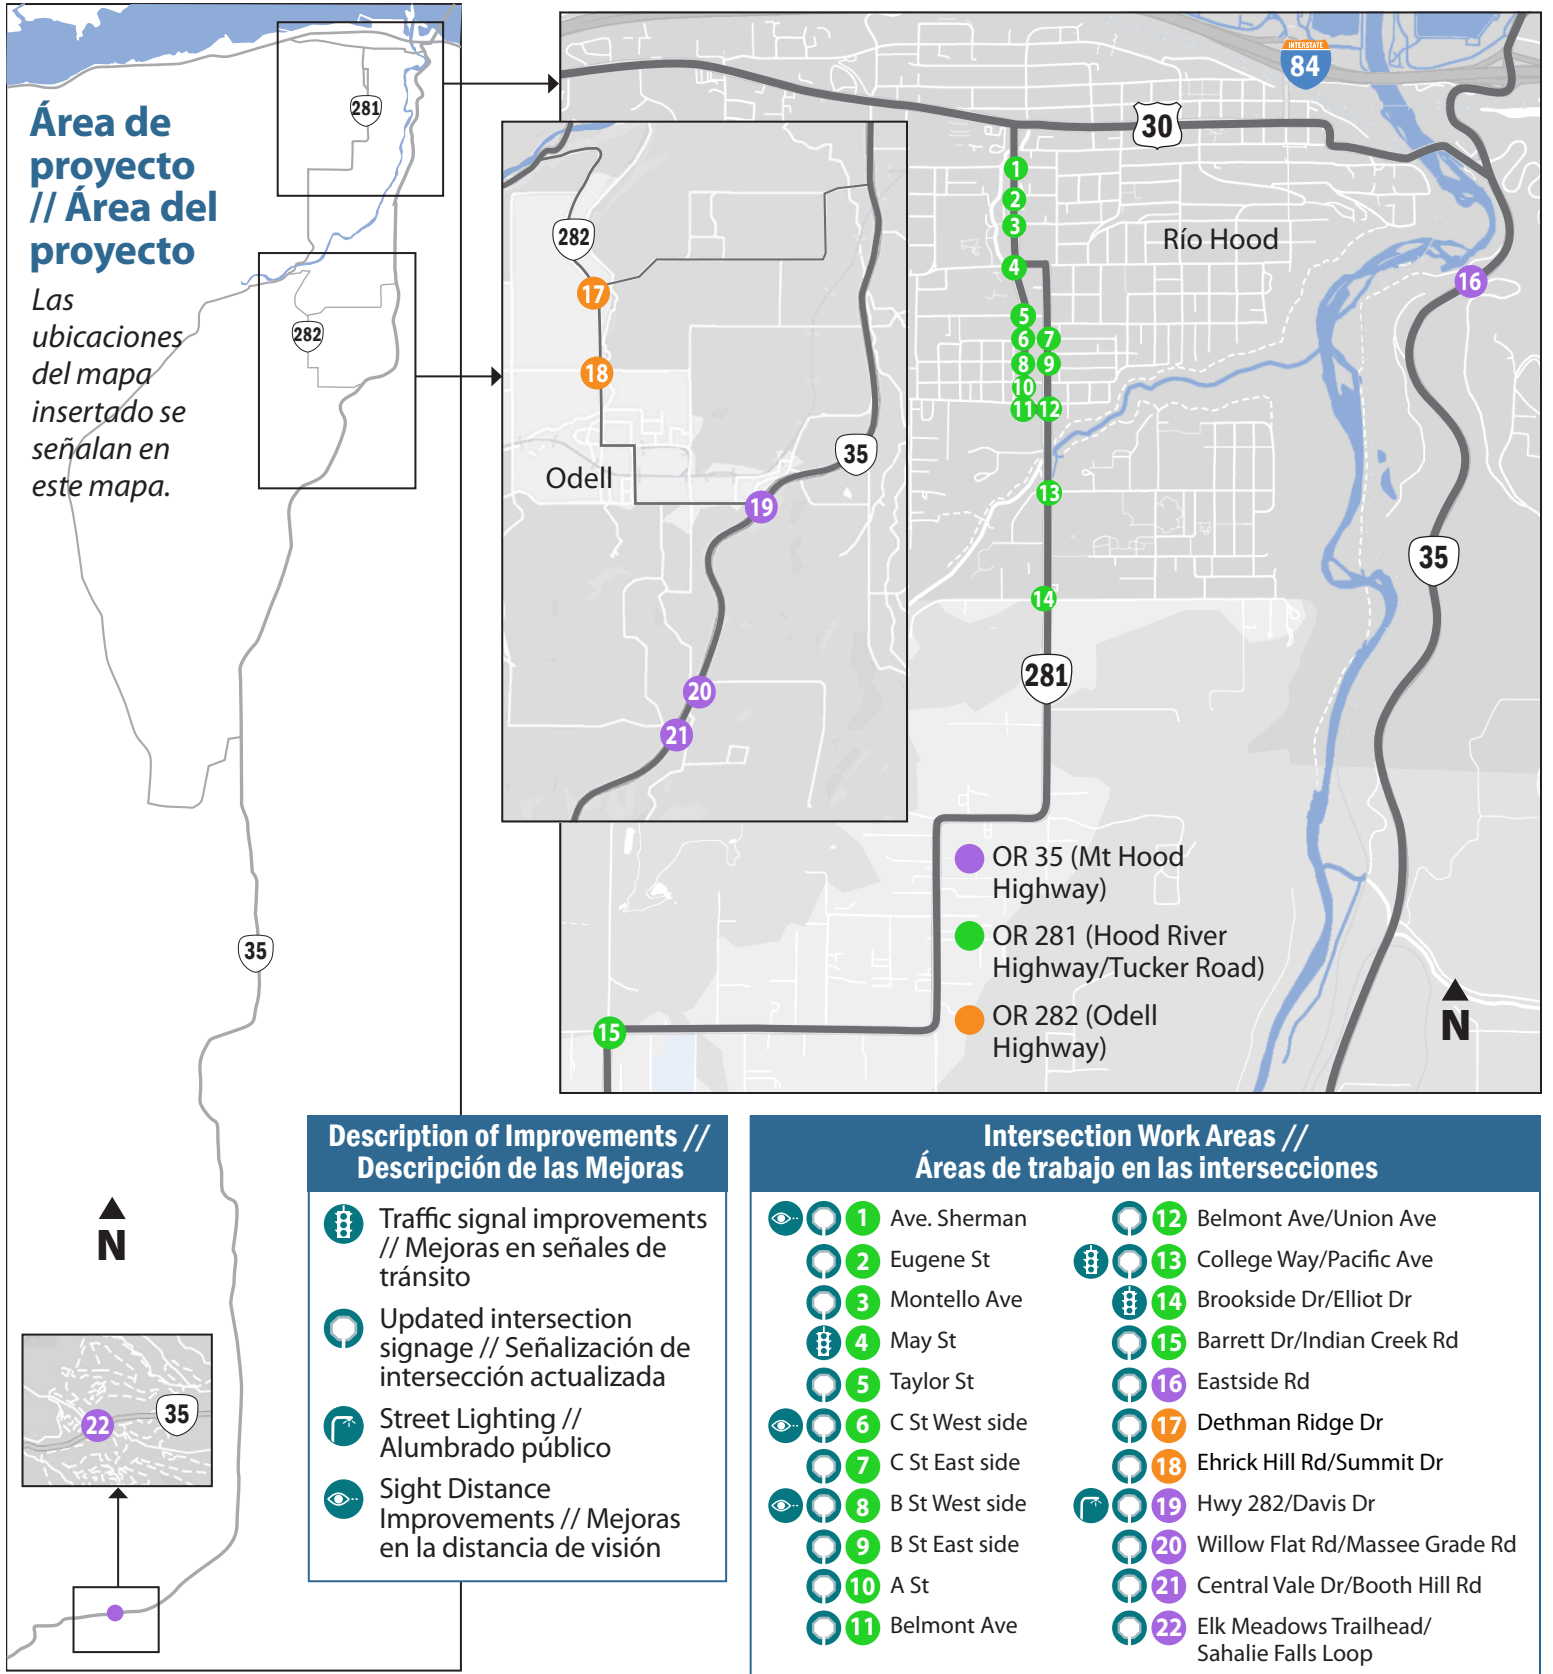 Área de
proyecto
// Área del
proyecto
Las
ubicaciones
del mapa
insertado se
señalan en
este mapa.
281
282
35
N
22
35
INTERSTATE
84
30
1
2
3
4
5
6
7
8
9
10
11
12
13
14
15
16
Río Hood
35
281
282
17
18
Odell
35
19
20
21
OR 35 (Mt Hood
Highway)
OR 281 (Hood River
Highway/Tucker Road)
OR 282 (Odell
Highway)
N
Description of Improvements //
Descripción de las Mejoras
Traffic signal improvements
// Mejoras en señales de
tránsito
Updated intersection
signage // Señalización de
intersección actualizada
Street Lighting //
Alumbrado público
Sight Distance
Improvements // Mejoras
en la distancia de visión
Intersection Work Areas //
Áreas de trabajo en las intersecciones
1 Ave. Sherman
2 Eugene St
3 Montello Ave
4 May St
5 Taylor St
6 C St West side
7 C St East side
8 B St West side
9 B St East side
10 A St
11 Belmont Ave
12 Belmont Ave/Union Ave
13 College Way/Pacific Ave
14 Brookside Dr/Elliot Dr
15 Barrett Dr/Indian Creek Rd
16 Eastside Rd
17 Dethman Ridge Dr
18 Ehrick Hill Rd/Summit Dr
19 Hwy 282/Davis Dr
20 Willow Flat Rd/Massee Grade Rd
21 Central Vale Dr/Booth Hill Rd
22 Elk Meadows Trailhead/
Sahalie Falls Loop